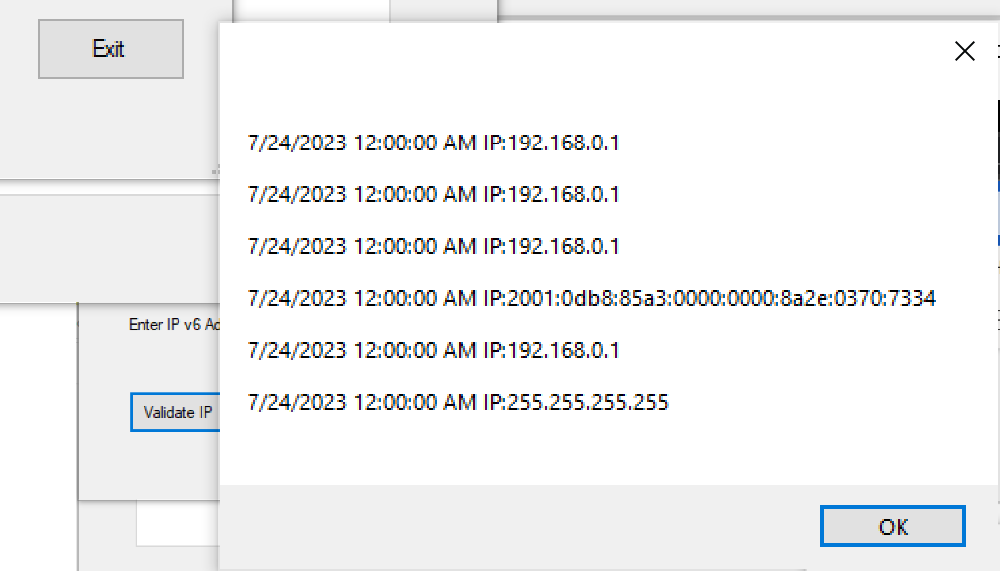 Exit
7/24/2023 12:00:00 AM IP:192.168.0.1
7/24/2023 12:00:00 AM IP:192.168.0.1
7/24/2023 12:00:00 AM IP:192.168.0.1
7/24/2023 12:00:00 AM IP:2001:0db8:85a3:0000:0000:8a2e:0370:7334
Enter IP v6 Ad
7/24/2023 12:00:00 AM IP:192.168.0.1
7/24/2023 12:00:00 AM IP:255.255.255.255
Validate IP
OK